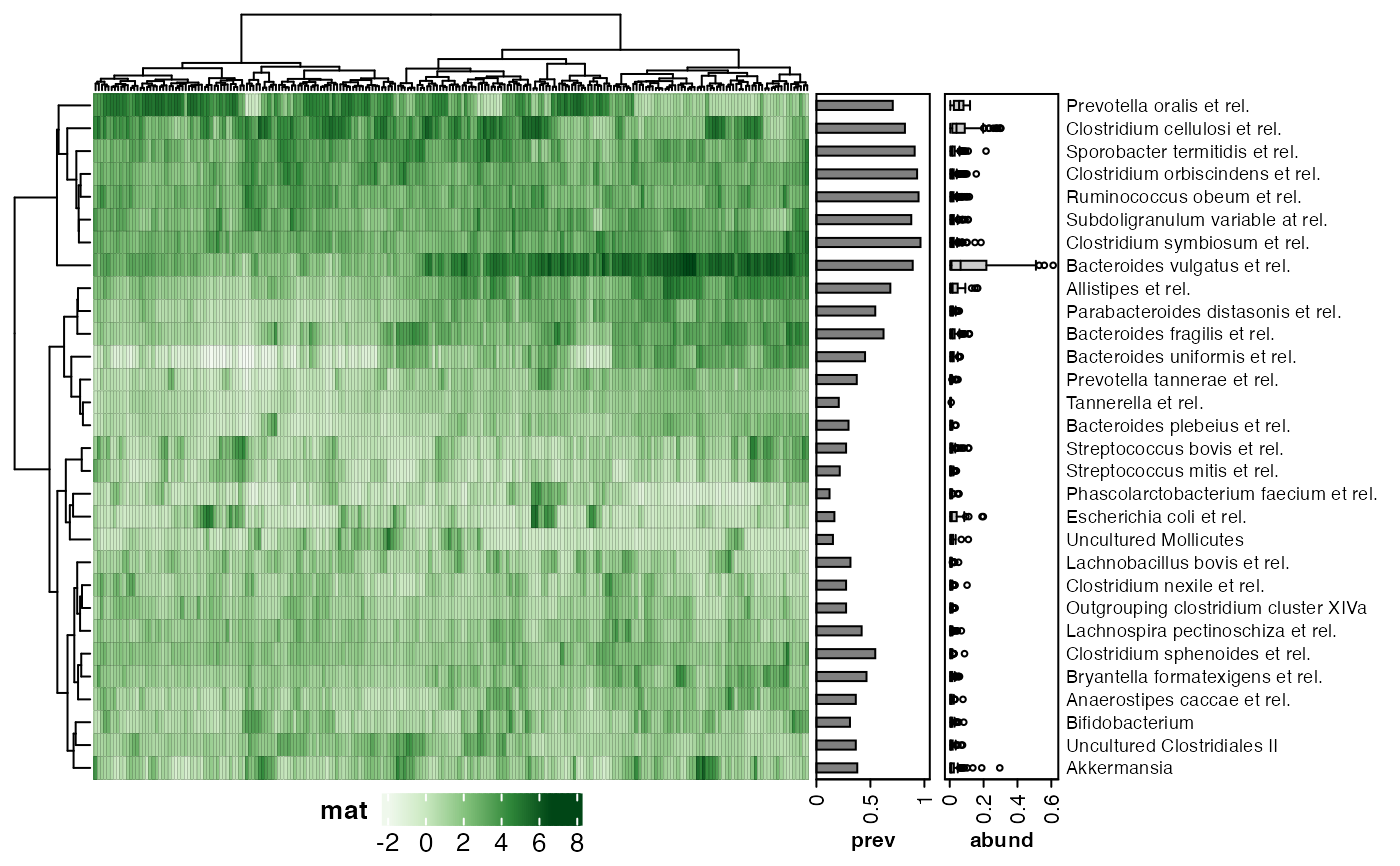 Prevotella oralis et rel.
Clostridium cellulosi et rel.
Sporobacter termitidis et rel.
Clostridium orbiscindens et rel.
Ruminococcus obeum et rel.
Subdoligranulum variable at rel.
Clostridium symbiosum et rel.
Bacteroides vulgatus et rel.
Allistipes et rel.
Parabacteroides distasonis et rel.
Bacteroides fragilis et rel.
Bacteroides uniformis et rel.
Prevotella tannerae et rel.
Tannerella et rel.
Bacteroides plebeius et rel.
Streptococcus bovis et rel.
Streptococcus mitis et rel.
Phascolarctobacterium faecium et rel.
Escherichia coli et rel.
Uncultured Mollicutes
Lachnobacillus bovis et rel.
Clostridium nexile et rel.
Outgrouping clostridium cluster XIVa
Lachnospira pectinoschiza et rel.
Clostridium sphenoides et rel.
Bryantella formatexigens et rel.
Anaerostipes caccae et rel.
Bifidobacterium
Uncultured Clostridiales II
Akkermansia
0 0.5 1
prev
0 0.2 0.4 0.6
abund
mat
-2 0 2 4 6 8